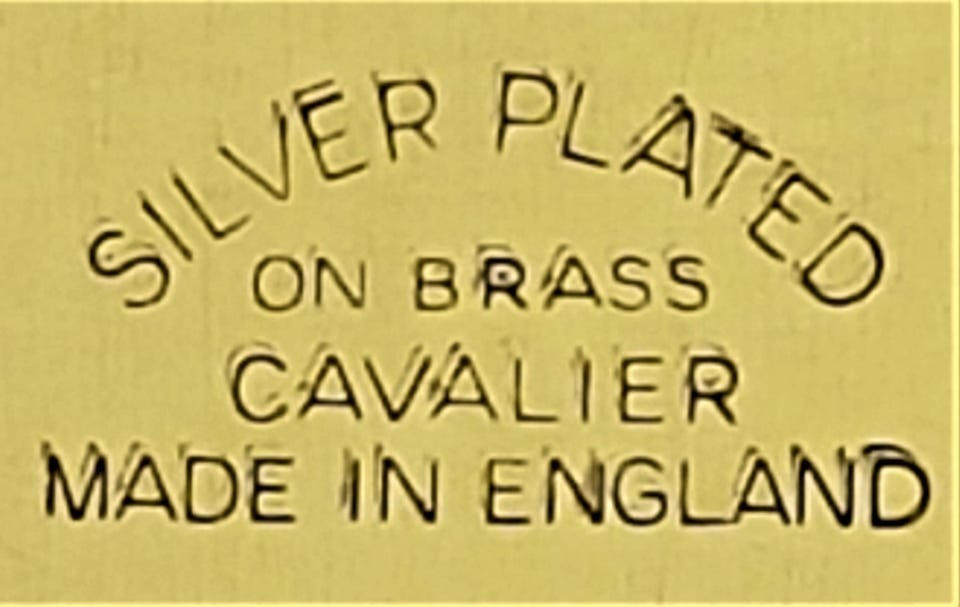 SILVER PLATED
ON BRASS
CAVALIER
MADE IN ENGLAND